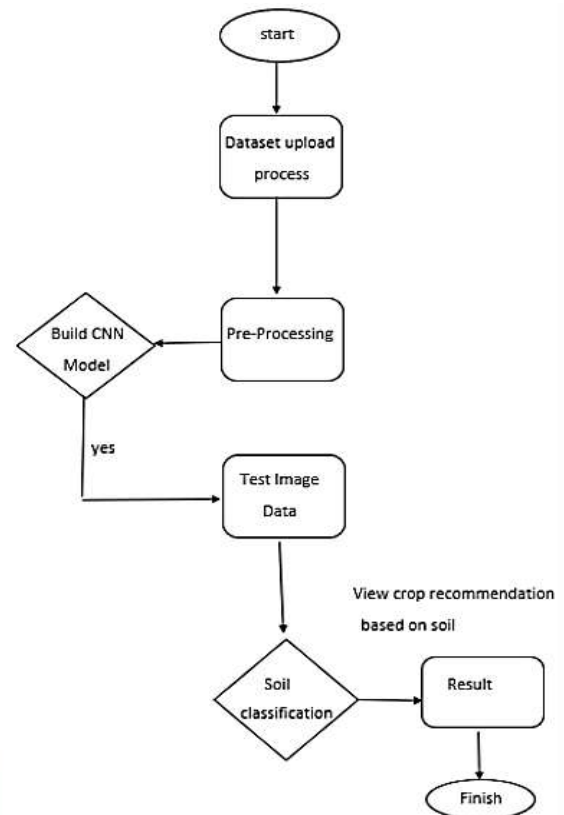 start
Dataset upload
process
Build CNN
Model
Pre-Processing
yes
Test Image
Data
View crop recommendation
based on soil
Soil
classification
Result
Finish